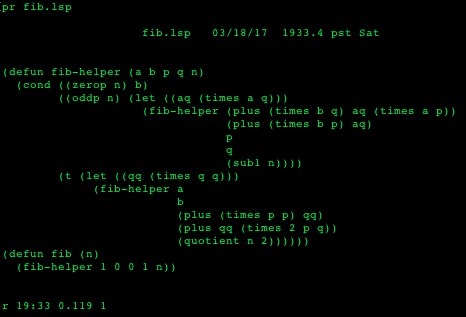 pr fib.lsp
fib.lsp   03/18/17  1933.4 pst Sat
(defun fib-helper (a b p q n)
  (cond ((zerop n) b)
        ((oddp n) (let ((aq (times a q)))
                       (fib-helper (plus (times b q) aq (times a p))
                                   (plus (times b p) aq)
                                   p
                                   q
                                   (sub1 n))))
        (t (let ((qq (times q q)))
                (fib-helper a
                            b
                            (plus (times p p) qq)
                            (plus qq (times 2 p q))
                            (quotient n 2))))))
(defun fib (n)
  (fib-helper 1 0 0 1 n))
r 19:33 0.119 1